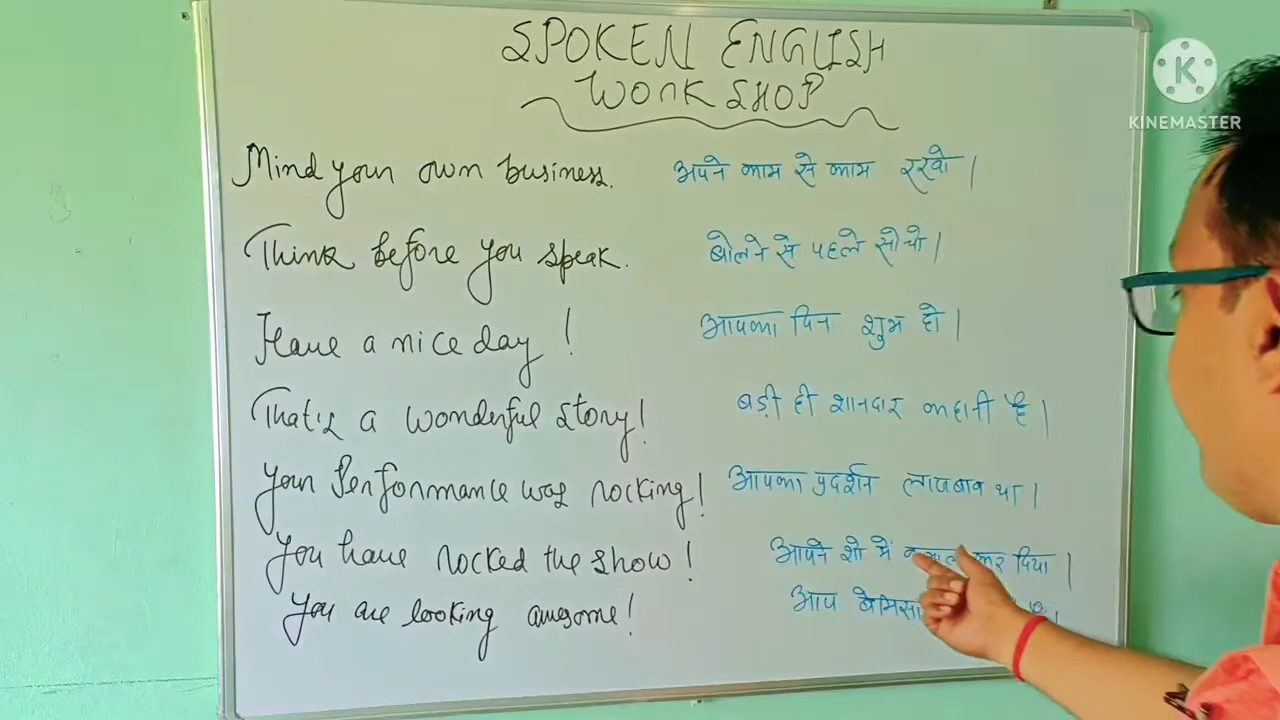 SPOKEN ENGLISH
WORKSHOP
KINEMASTER
Mind your own business. अपने काम से काम रखो।
Think before you speak. बोलने से पहले सोचो।
Have a nice day! आपका दिन शुभ हो।
That's a wonderful story! बड़ी ही शानदार कहानी है।
Your Performance was rocking! आपका प्रदर्शन लाजवाब था।
You have rocked the show! आपने शो में कर दिया।
You are looking awesome! आप